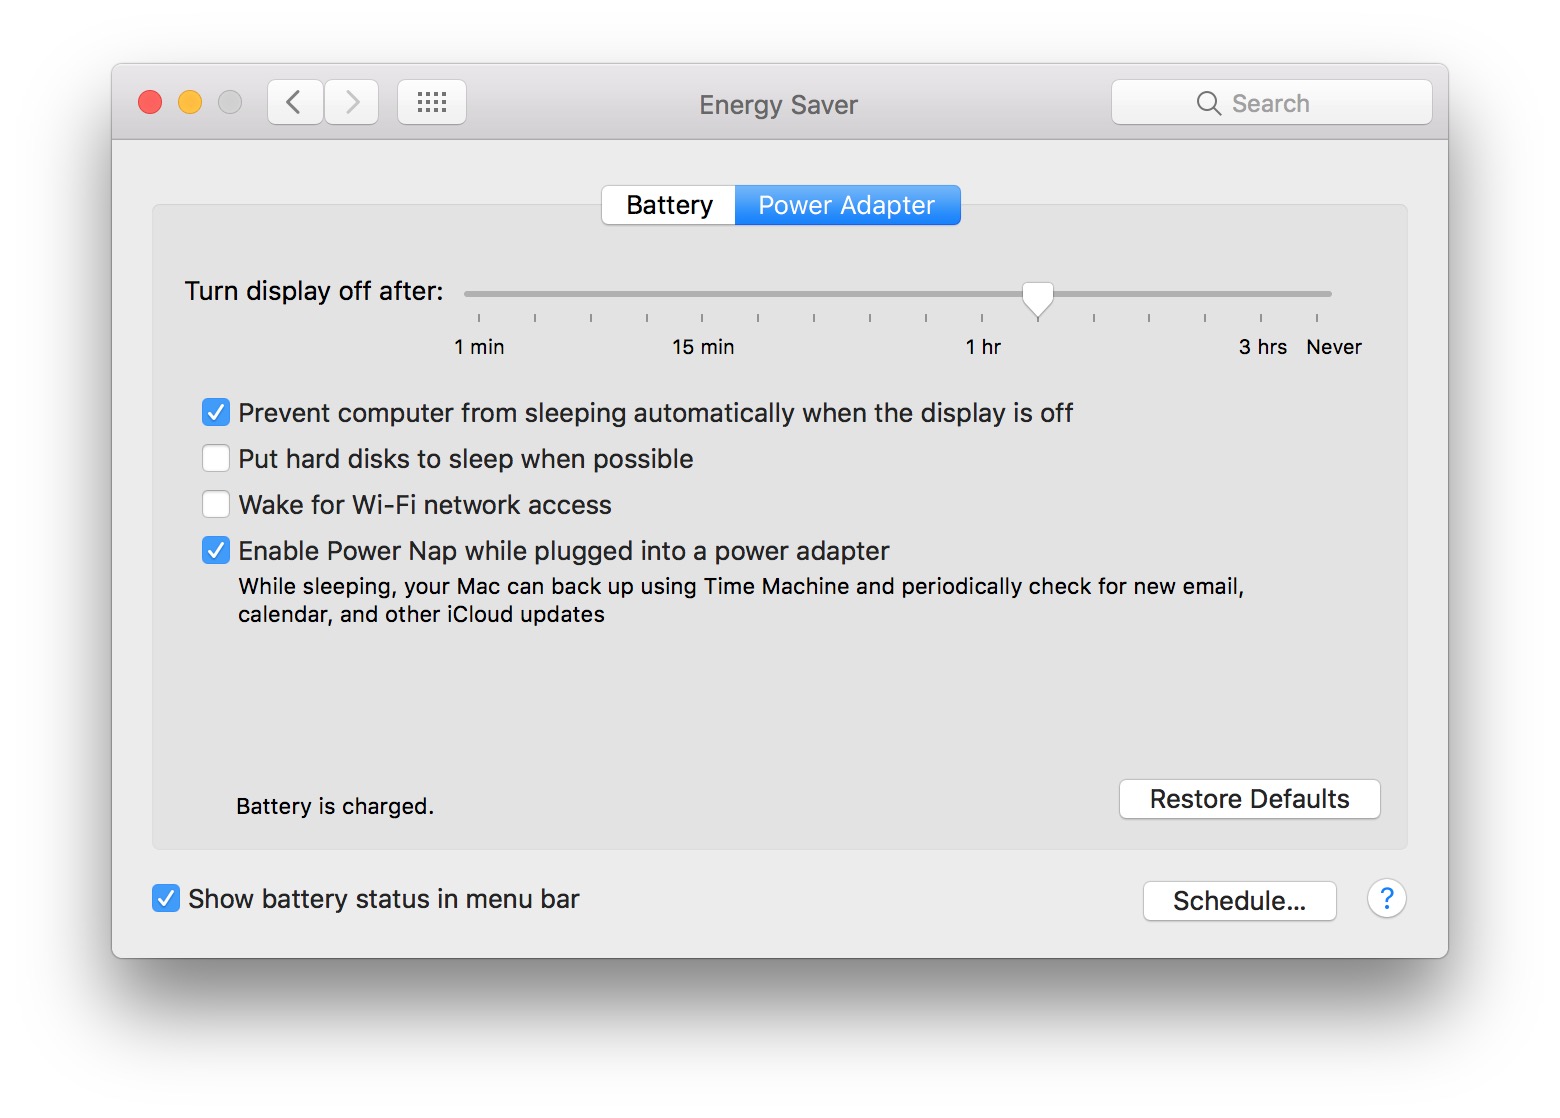 Energy Saver
Search
Battery
Power Adapter
Turn display off after:
1 min
15 min
1 hr
3 hrs
Never
Prevent computer from sleeping automatically when the display is off
Put hard disks to sleep when possible
Wake for Wi-Fi network access
Enable Power Nap while plugged into a power adapter
While sleeping, your Mac can back up using Time Machine and periodically check for new email,
calendar, and other iCloud updates
Battery is charged.
Restore Defaults
Show battery status in menu bar
Schedule...
?